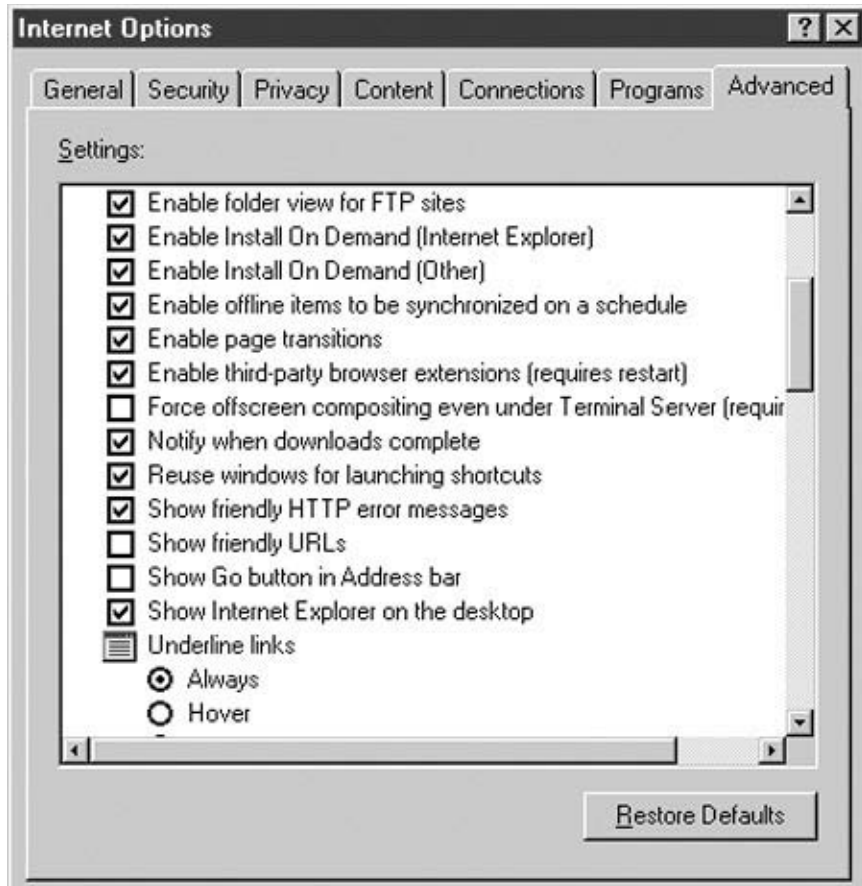 Internet Options
General Security Privacy Content Connections Programs Advanced
Settings:
Enable folder view for FTP sites
Enable Install On Demand (Internet Explorer)
Enable Install On Demand (Other)
Enable offline items to be synchronized on a schedule
Enable page transitions
Enable third-party browser extensions (requires restart)
Force offscreen compositing even under Terminal Server (requir
Notify when downloads complete
Reuse windows for launching shortcuts
Show friendly HTTP error messages
Show friendly URLs
Show Go button in Address bar
Show Internet Explorer on the desktop
Underline links
Always
Hover
Restore Defaults